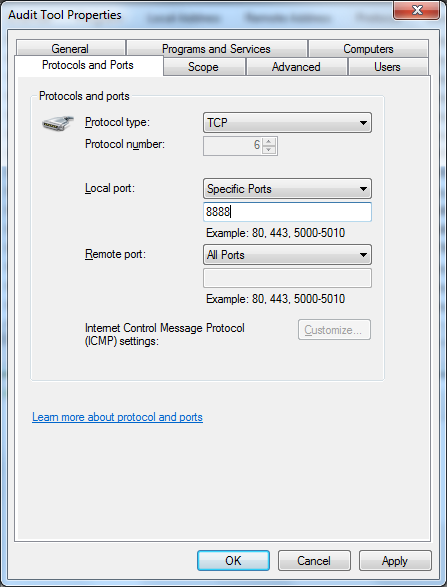 Audit Tool Properties
General Programs and Services Computers
Protocols and Ports Scope Advanced Users
Protocols and ports
Protocol type: TCP
Protocol number: 6
Local port: Specific Ports
8888
Example: 80, 443, 5000-5010
Remote port: All Ports
Example: 80, 443, 5000-5010
Internet Control Message Protocol
(ICMP) settings: Customize...
Learn more about protocol and ports
OK Cancel Apply